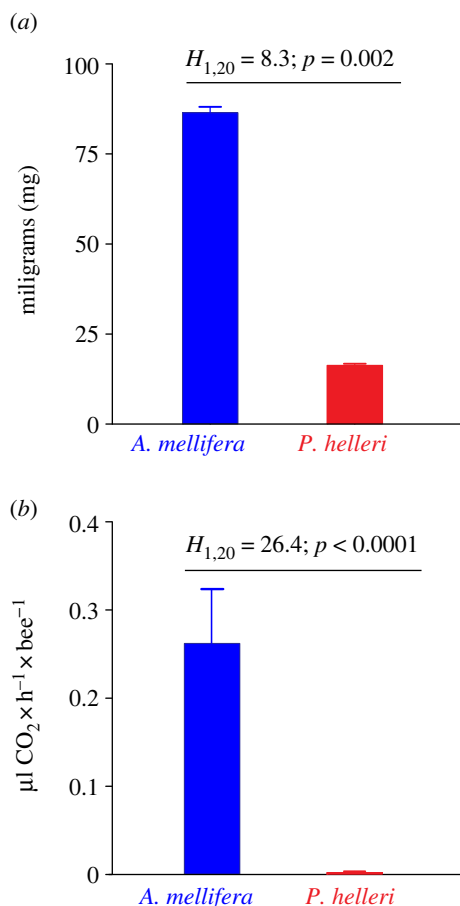 (a)
H1,20 = 8.3; p = 0.002
100
75
50
25
0
miligrams (mg)
A. mellifera
P. helleri
(b)
H1,20 = 26.4; p < 0.0001
0.4
0.3
0.2
0.1
0
µl CO2 × h−1 × bee−1
A. mellifera
P. helleri